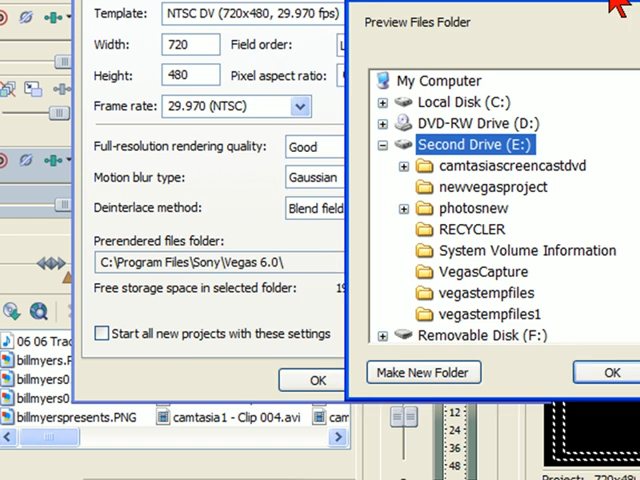 Template: NTSC DV (720x480, 29.970 fps)
Width: 720 Field order: L
Height: 480 Pixel aspect ratio:
Frame rate: 29.970 (NTSC)
Full-resolution rendering quality: Good
Motion blur type: Gaussian
Deinterlace method: Blend field
Prerendered files folder:
C:\Program Files\Sony\Vegas 6.0\
Free storage space in selected folder: 19
Start all new projects with these settings
OK
Preview Files Folder
My Computer
Local Disk (C:)
DVD-RW Drive (D:)
Second Drive (E:)
camtasiascreencastdvd
newvegasproject
photosnew
RECYCLER
System Volume Information
VegasCapture
vegastempfiles
vegastempfiles1
Removable Disk (F:)
Make New Folder OK
06 06 Trac
billmyers.P
billmyers0
billmyers0
billmyerspresents.PNG camtasia1 - Clip 004.avi cam
12
24
36
48
Project: 720x48